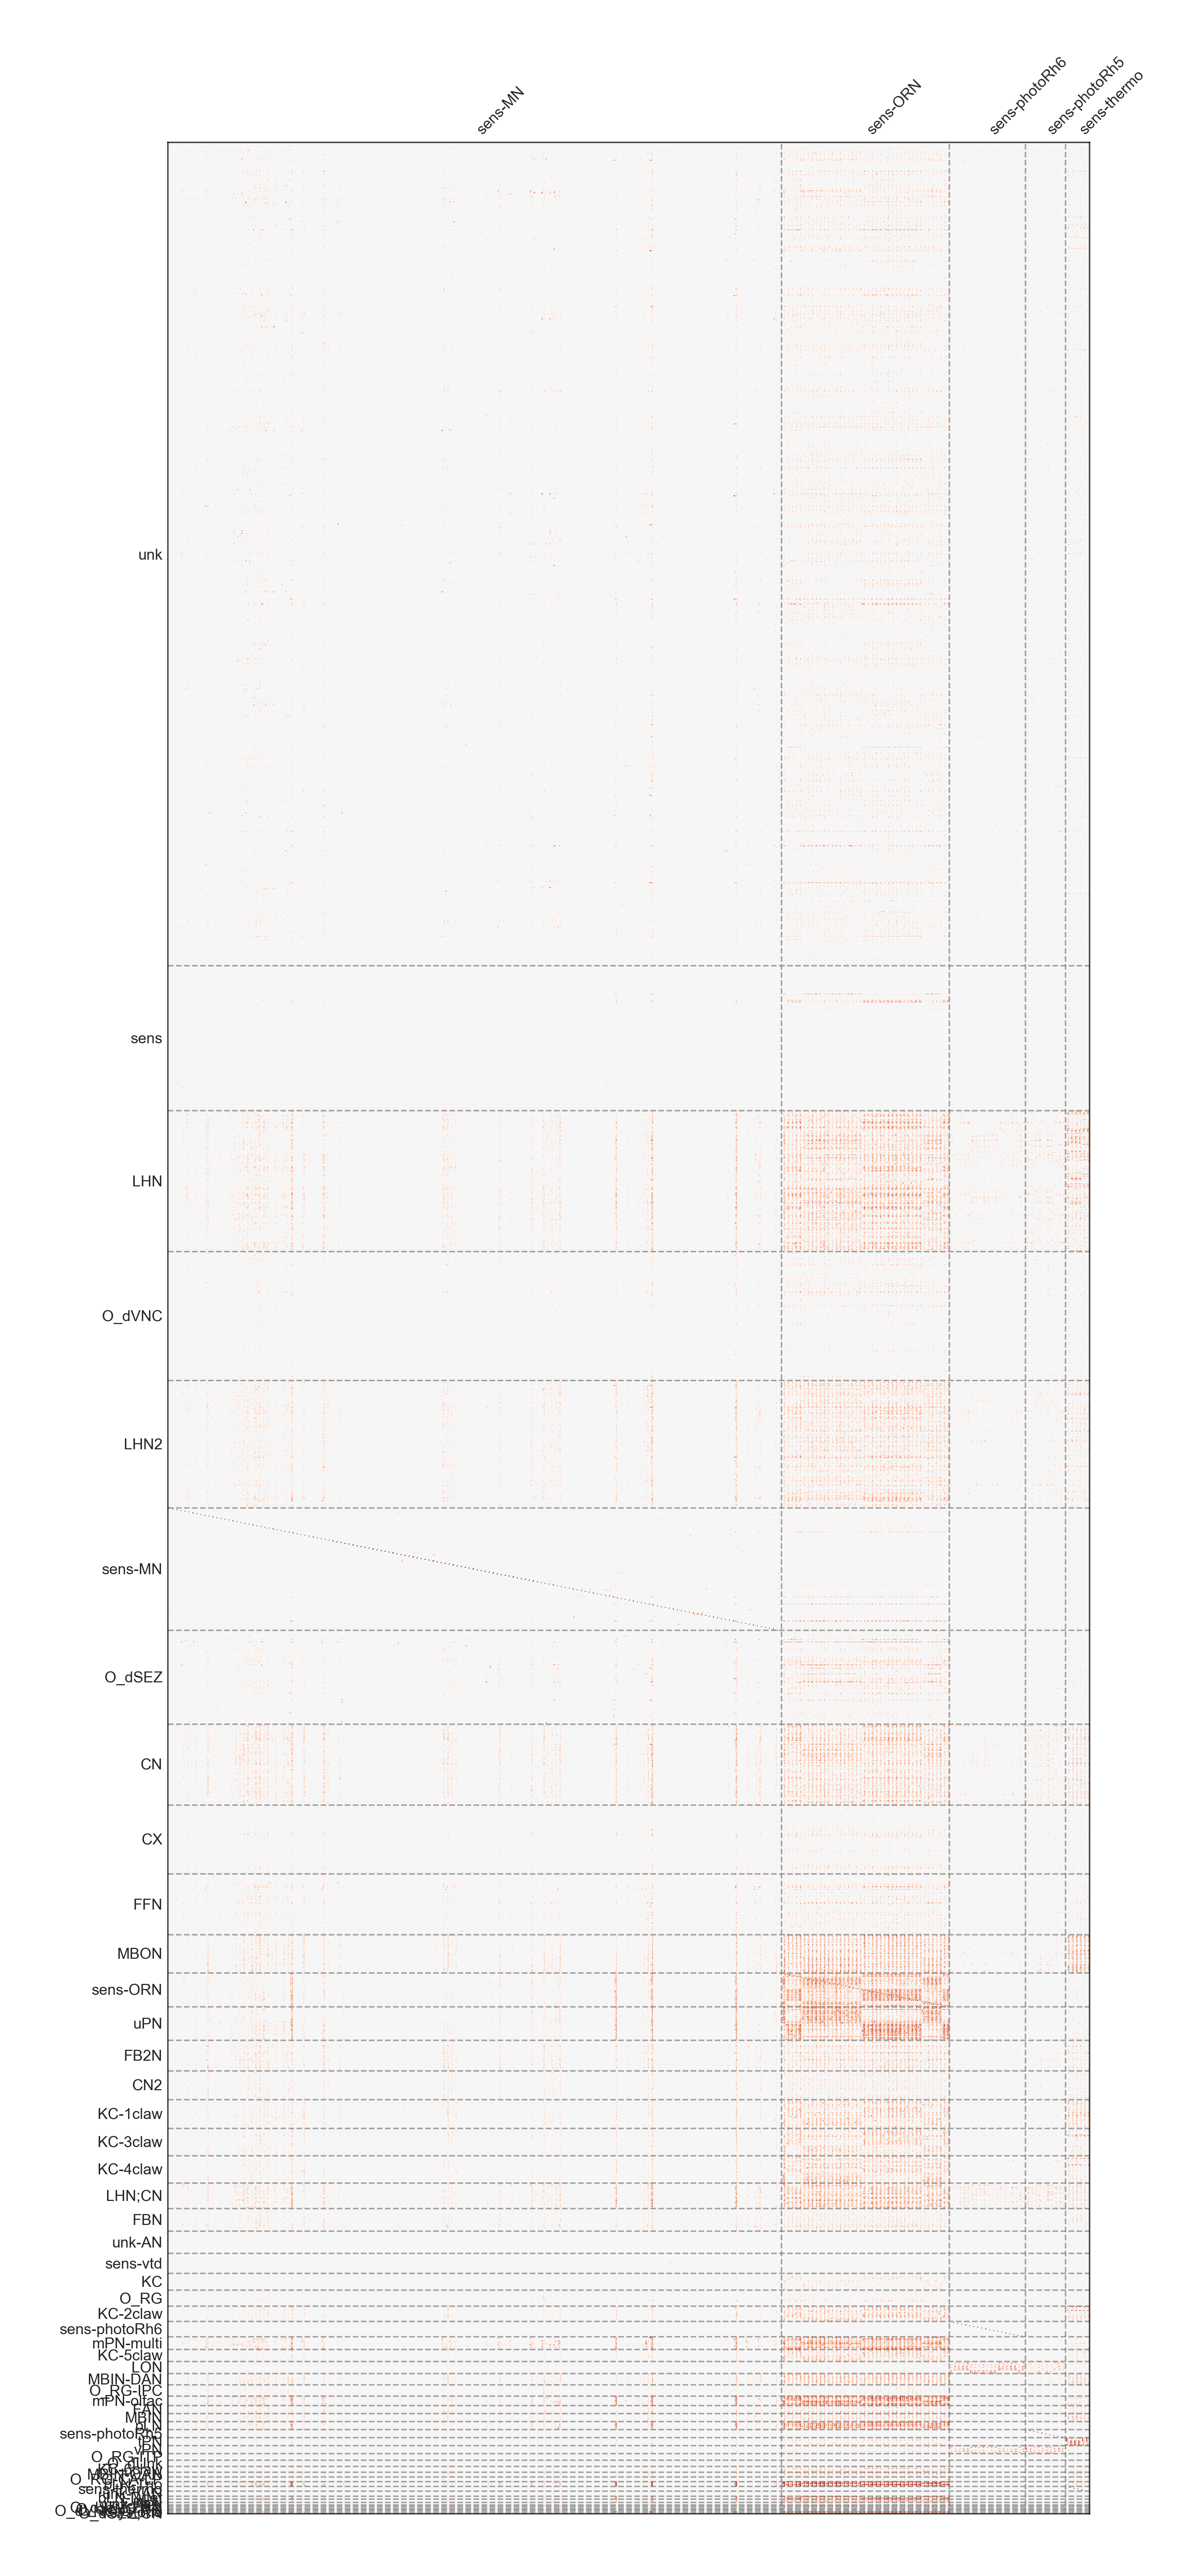 sens-MN
sens-ORN
sens-photoRh6
sens-photoRh5
sens-thermo
unk
sens
LHN
O_dVNC
LHN2
sens-MN
O_dSEZ
CN
CX
FFN
MBON
sens-ORN
uPN
FB2N
CN2
KC-1claw
KC-3claw
KC-4claw
LHN;CN
FBN
unk-AN
sens-vtd
KC
O_RG
KC-2claw
sens-photoRh6
mPN-multi
KC-5claw
LON
MBIN-DAN
O_RG-IPC
mPN-olfac
FAN
MBIN
sens-photoRh5
vPN
O_RG-ITP